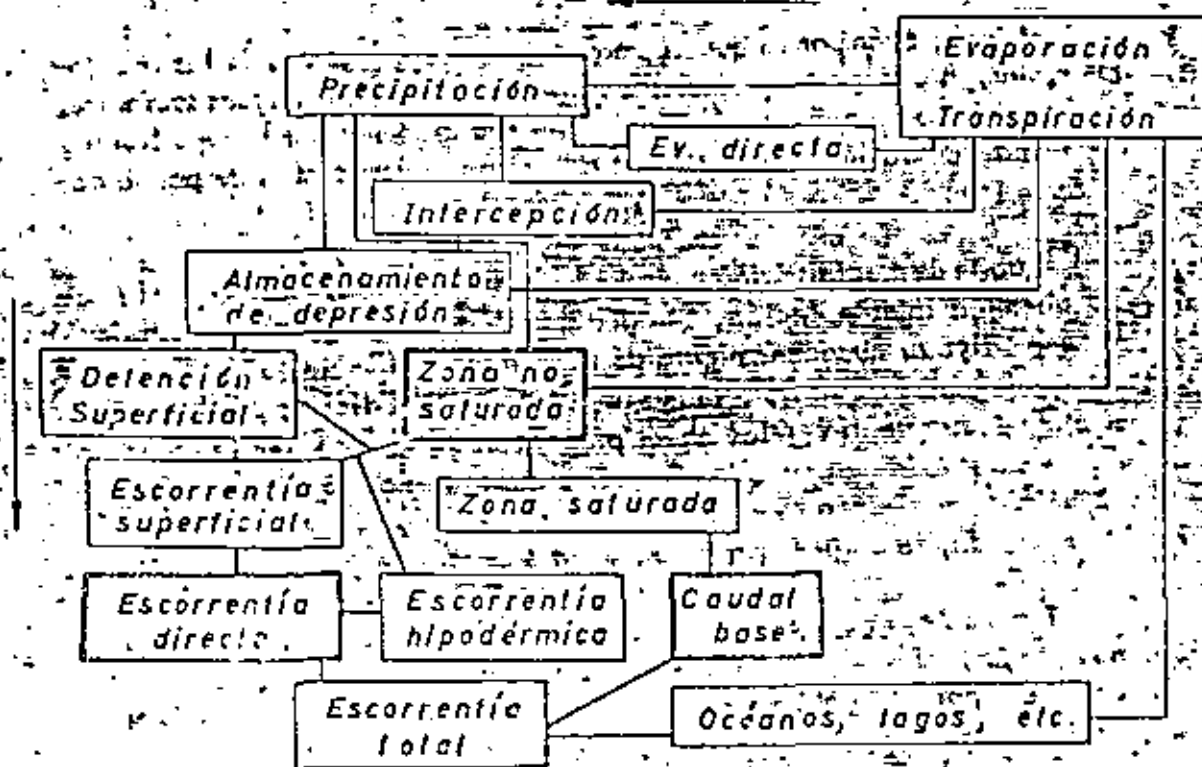 Evaporación
Transpiración
Precipitación
Ev. directa
Intercepción
Almacenamiento
de depresión
Detención
Superficial
Zona no
saturada
Escorrentía
superficial
Zona saturada
Escorrentía
directa
Escorrentía
hipodérmica
Caudal
base
Escorrentía
total
Océanos, lagos, etc.